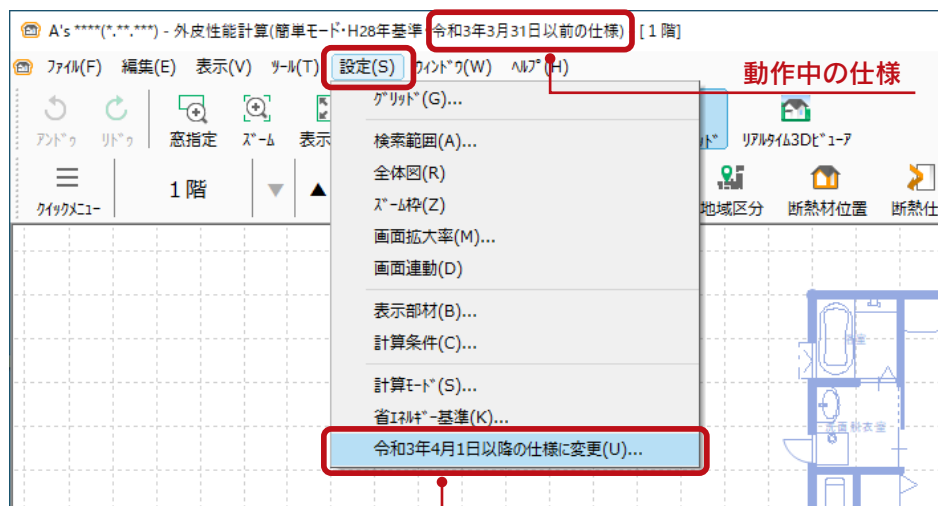 A's ****(*.**.***) - 外皮性能計算(簡単モード・H28年基準・令和3年3月31日以前の仕様) [1階]
ファイル(F) 編集(E) 表示(V) ツール(T) 設定(S) ウィンドウ(W) ヘルプ(H)
動作中の仕様
アンドゥ リドゥ 窓指定 ズーム 表示 リアルタイム3Dビューア
クイックメニュー 1階 ▼ ▲ 地域区分 断熱材位置 断熱仕
グリッド(G)...
検索範囲(A)...
全体図(R)
ズーム枠(Z)
画面拡大率(M)...
画面連動(D)
表示部材(B)...
計算条件(C)...
計算モード(S)...
省エネルギー基準(K)...
令和3年4月1日以降の仕様に変更(U)...
洗面脱衣室